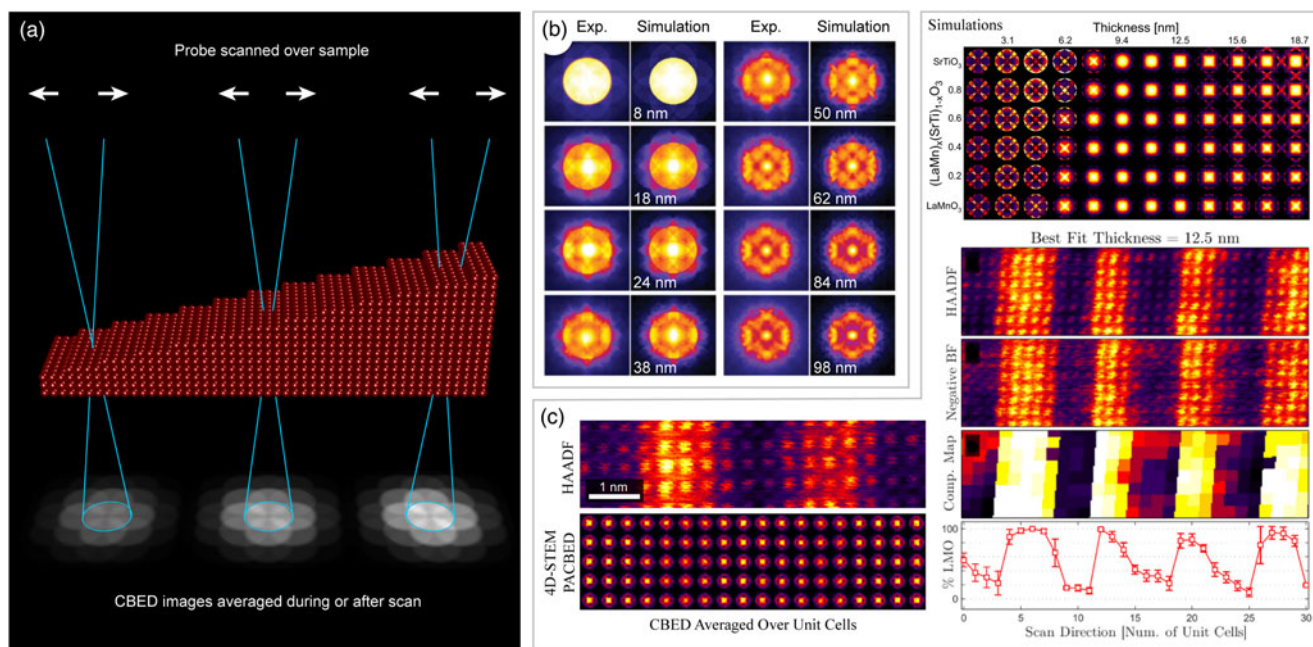 (a)
Probe scanned over sample
CBED images averaged during or after scan
(b)
Exp. Simulation Exp. Simulation
8 nm
50 nm
18 nm
62 nm
24 nm
84 nm
38 nm
98 nm
(c)
HAADF
1 nm
4D-STEM
PACBED
CBED Averaged Over Unit Cells
Simulations
Thickness [nm]
3.1 6.2 9.4 12.5 15.6 18.7
(LaMn)ₓ(SrTi)₁₋ₓO₃
SrTiO₃
0.8
0.6
0.4
0.2
LaMnO₃
Best Fit Thickness = 12.5 nm
HAADF
Negative BF
Comp. Map
% LMO
100
50
0
0 5 10 15 20 25 30
Scan Direction [Num. of Unit Cells]